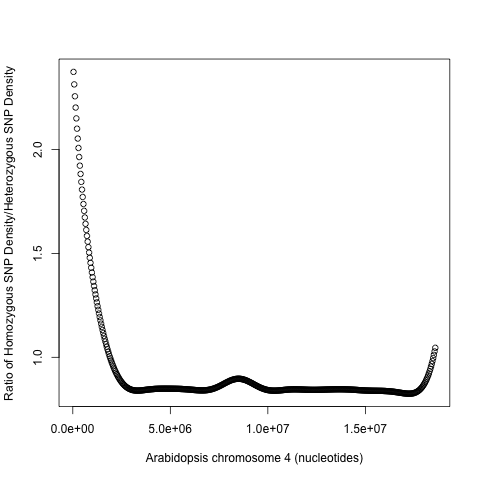 Ratio of Homozygous SNP Density/Heterozygous SNP Density
2.0
1.5
1.0
0.0e+00 5.0e+06 1.0e+07 1.5e+07
Arabidopsis chromosome 4 (nucleotides)